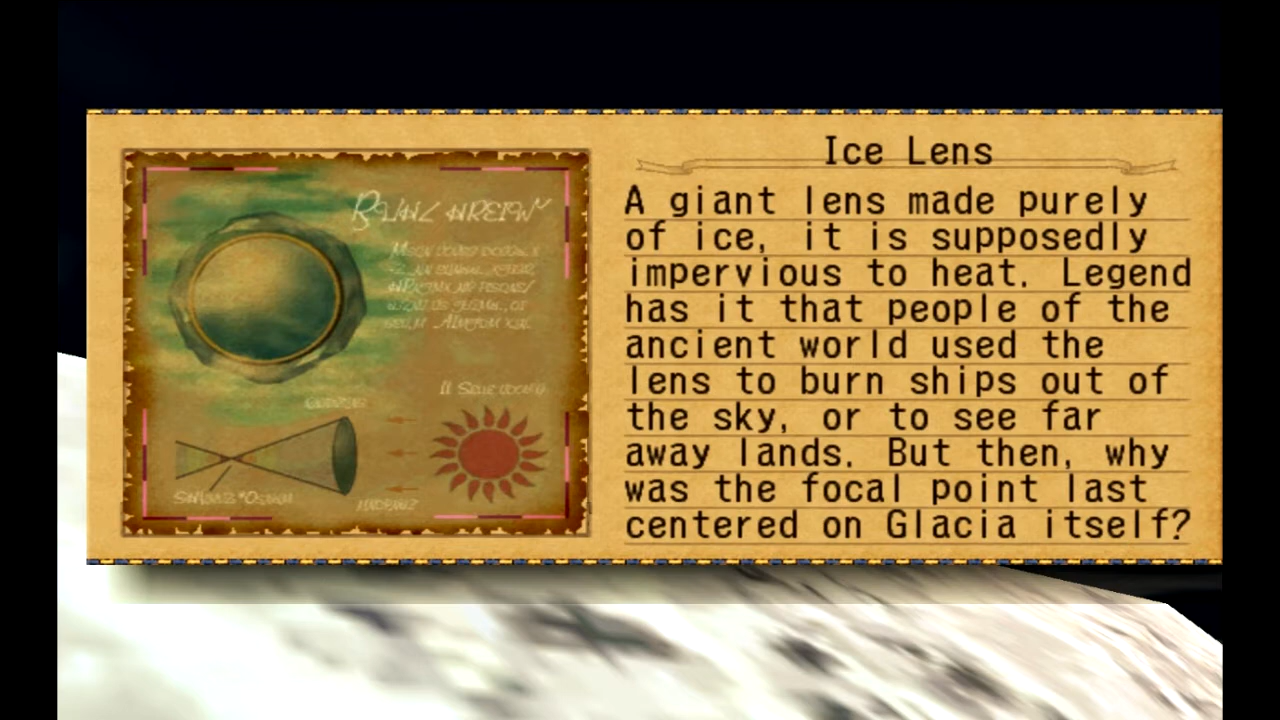 Ice Lens
A giant lens made purely
of ice, it is supposedly
impervious to heat. Legend
has it that people of the
ancient world used the
lens to burn ships out of
the sky, or to see far
away lands. But then, why
was the focal point last
centered on Glacia itself?